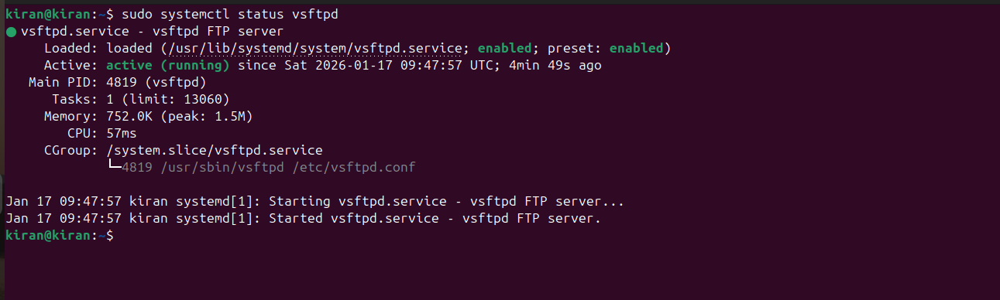 kiran@kiran:~$ sudo systemctl status vsftpd
● vsftpd.service - vsftpd FTP server
     Loaded: loaded (/usr/lib/systemd/system/vsftpd.service; enabled; preset: enabled)
     Active: active (running) since Sat 2026-01-17 09:47:57 UTC; 4min 49s ago
   Main PID: 4819 (vsftpd)
      Tasks: 1 (limit: 13060)
     Memory: 752.0K (peak: 1.5M)
        CPU: 57ms
     CGroup: /system.slice/vsftpd.service
             └─4819 /usr/sbin/vsftpd /etc/vsftpd.conf

Jan 17 09:47:57 kiran systemd[1]: Starting vsftpd.service - vsftpd FTP server...
Jan 17 09:47:57 kiran systemd[1]: Started vsftpd.service - vsftpd FTP server.
kiran@kiran:~$